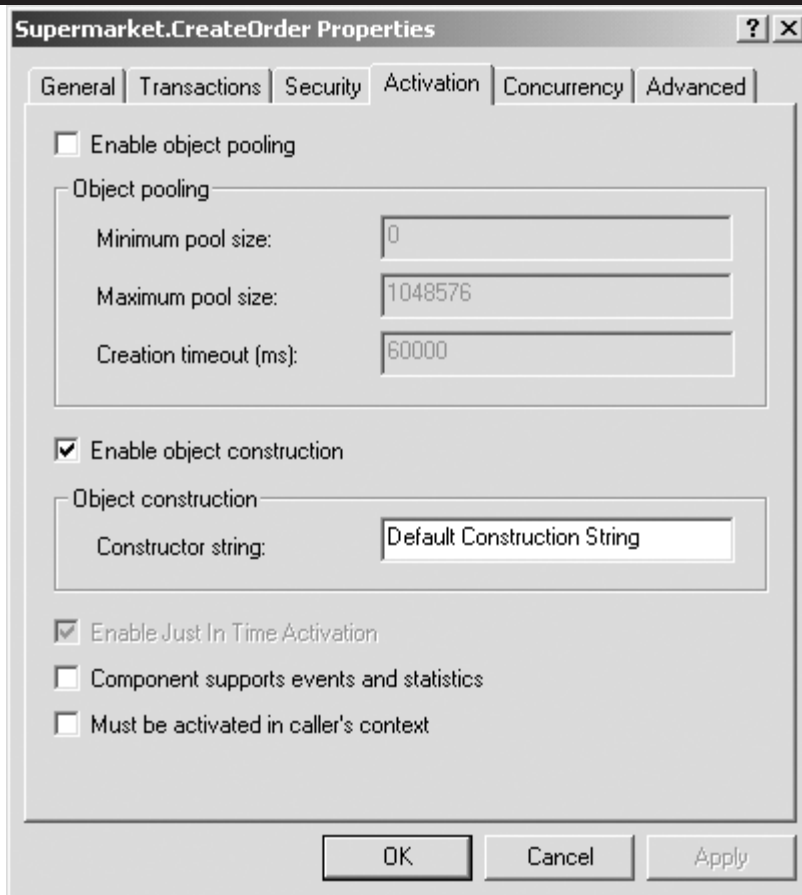 Supermarket.CreateOrder Properties
General Transactions Security Activation Concurrency Advanced
Enable object pooling
Object pooling
Minimum pool size: 0
Maximum pool size: 1048576
Creation timeout (ms): 60000
Enable object construction
Object construction
Constructor string: Default Construction String
Enable Just In Time Activation
Component supports events and statistics
Must be activated in caller's context
OK Cancel Apply